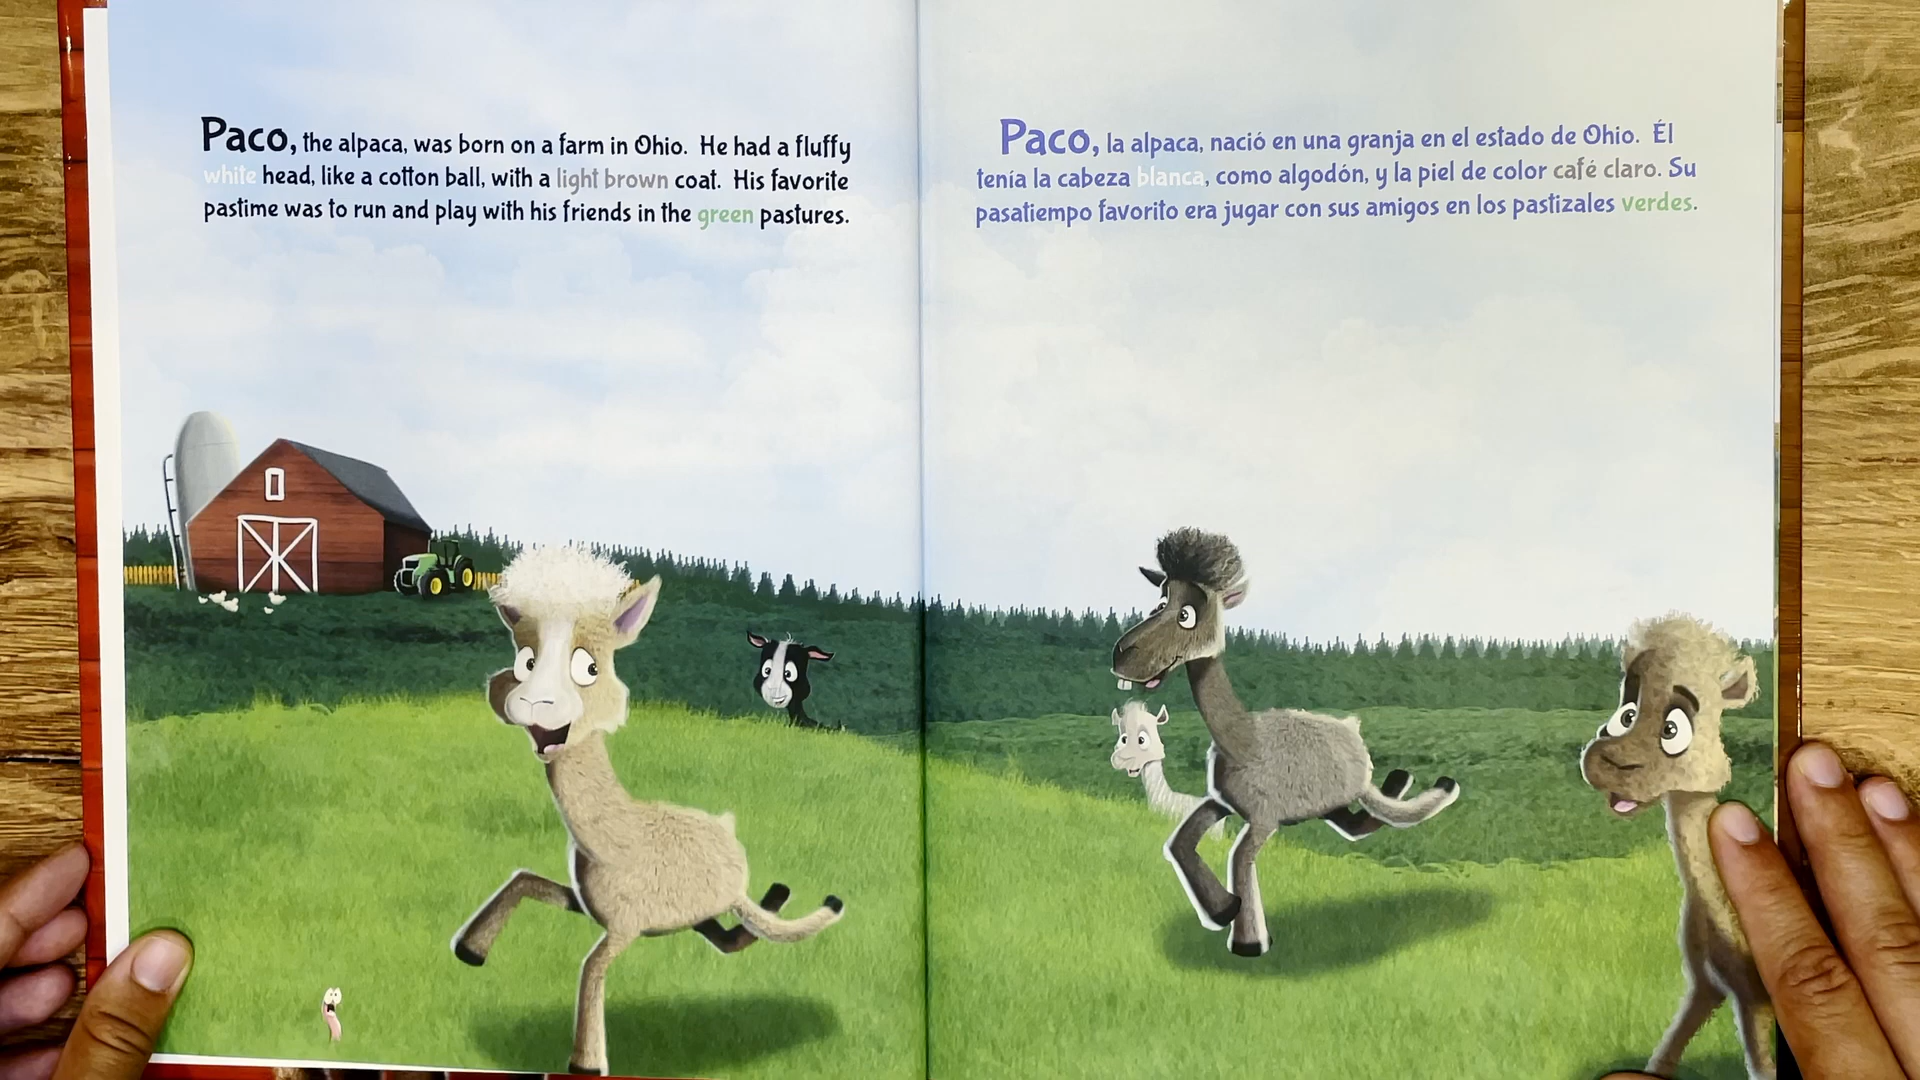 Paco, the alpaca, was born on a farm in Ohio. He had a fluffy
white head, like a cotton ball, with a light brown coat. His favorite
pastime was to run and play with his friends in the green pastures.
Paco, la alpaca, nació en una granja en el estado de Ohio. Él
tenía la cabeza blanca, como algodón, y la piel de color café claro. Su
pasatiempo favorito era jugar con sus amigos en los pastizales verdes.